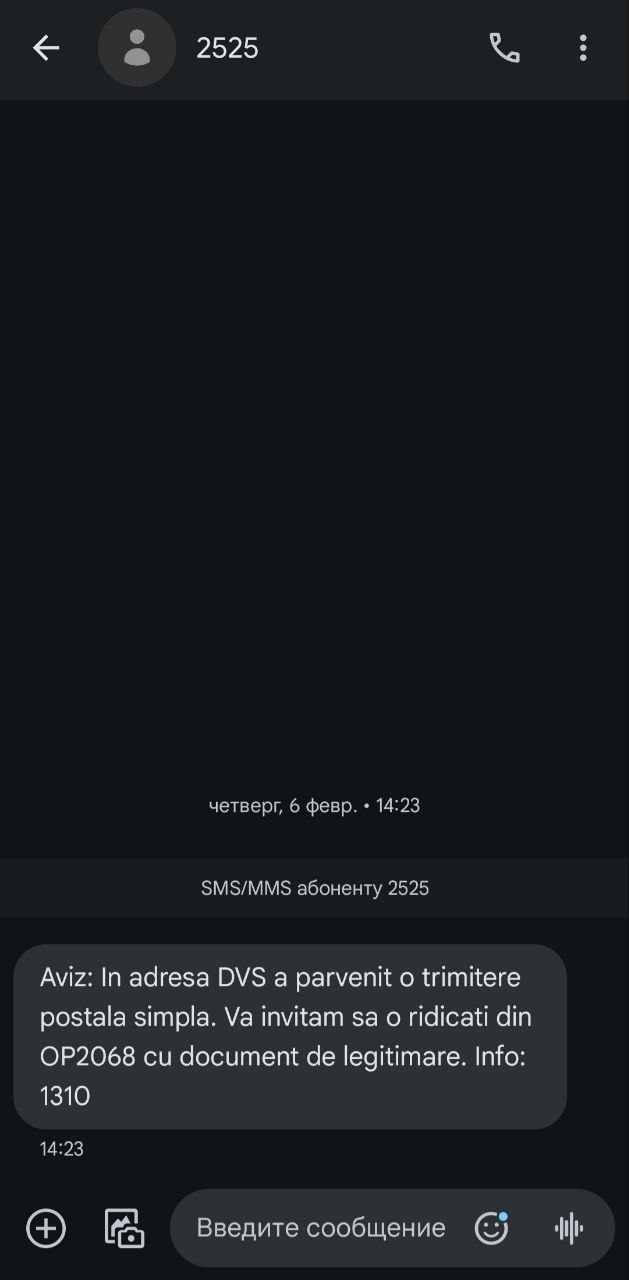 2525
четверг, 6 февр. • 14:23
SMS/MMS абоненту 2525
Aviz: In adresa DVS a parvenit o trimitere
postala simpla. Va invitam sa o ridicati din
OP2068 cu document de legitimare. Info:
1310
14:23
Введите сообщение